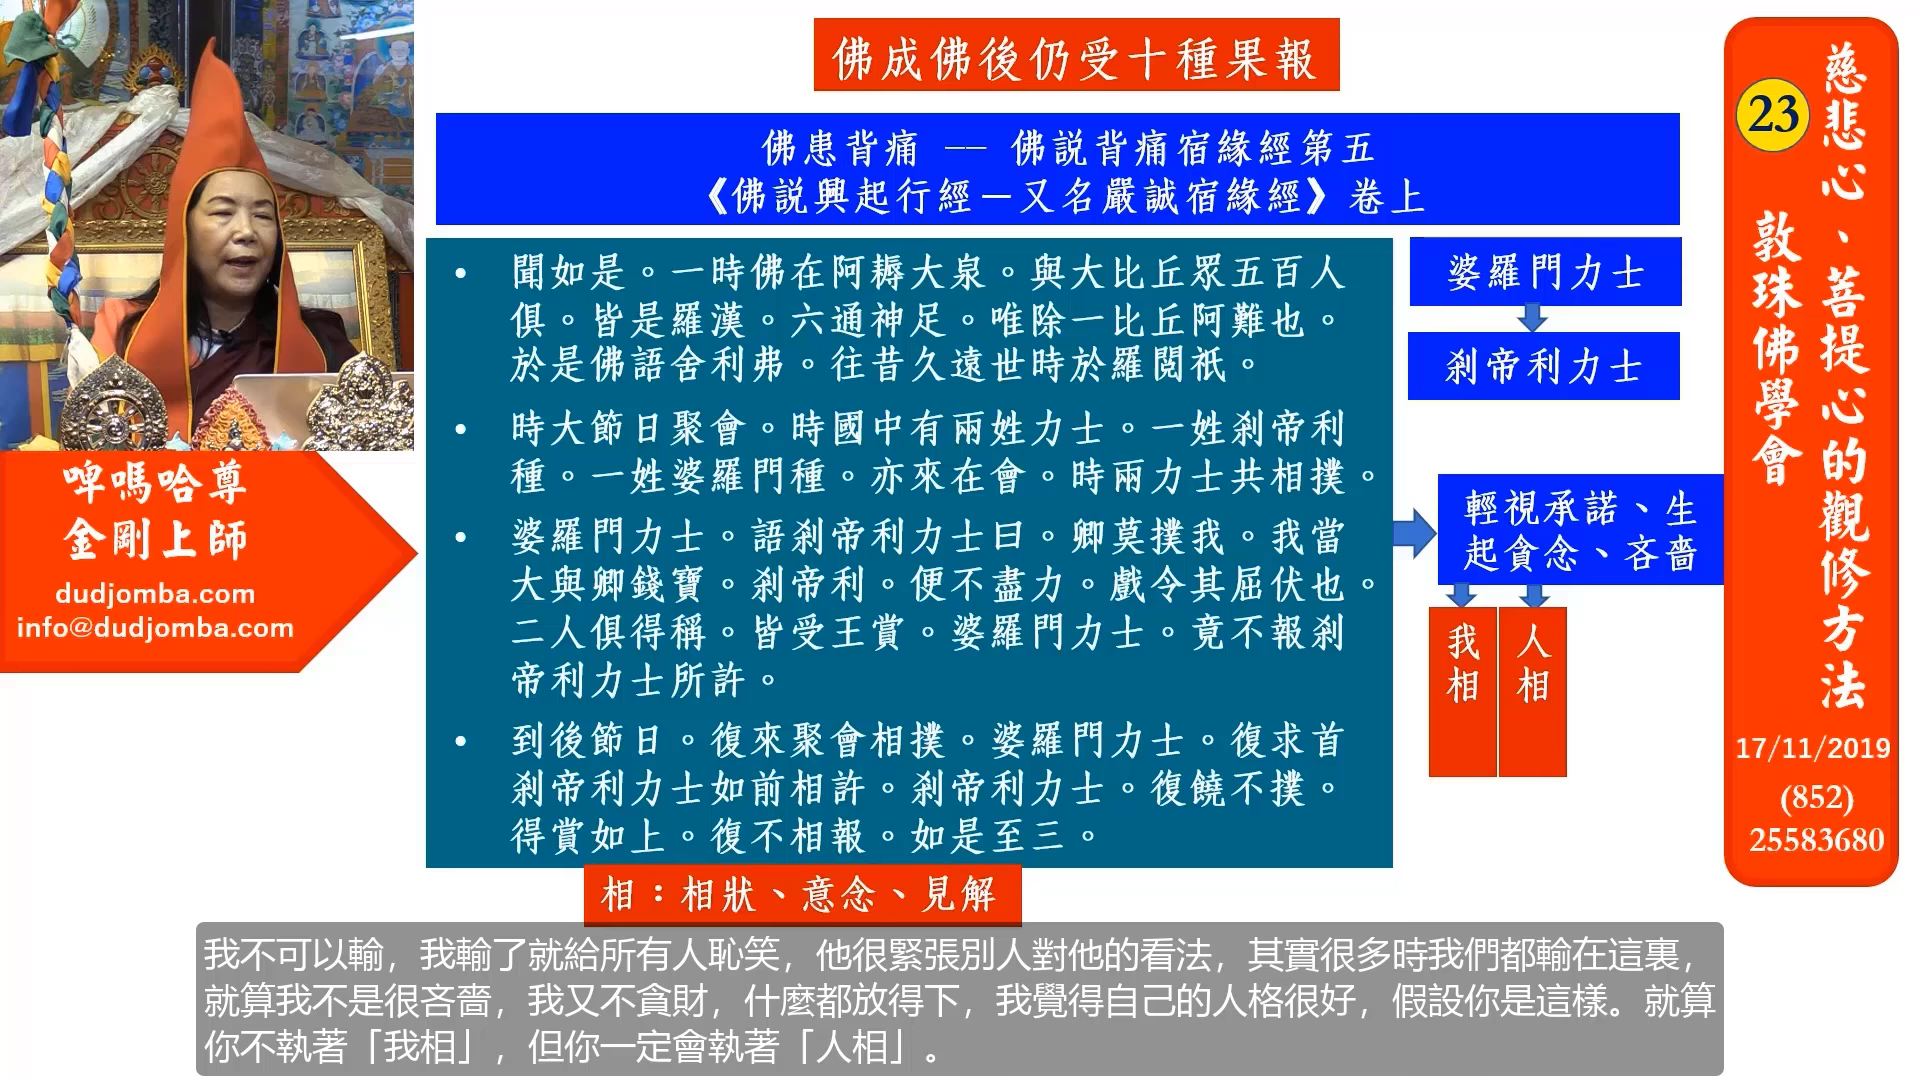 佛成佛後仍受十種果報
佛患背痛 —— 佛説背痛宿緣經第五
《佛説興起行經－又名嚴誠宿緣經》卷上
• 聞如是。一時佛在阿耨大泉。與大比丘眾五百人
俱。皆是羅漢。六通神足。唯除一比丘阿難也。
於是佛語舍利弗。往昔久遠世時於羅閱祇。
• 時大節日聚會。時國中有兩姓力士。一姓剎帝利
種。一姓婆羅門種。亦來在會。時兩力士共相撲。
• 婆羅門力士。語剎帝利力士曰。卿莫撲我。我當
大與卿錢寶。剎帝利。便不盡力。戲令其屈伏也。
二人俱得稱。皆受王賞。婆羅門力士。竟不報剎
帝利力士所許。
• 到後節日。復來聚會相撲。婆羅門力士。復求首
剎帝利力士如前相許。剎帝利力士。復饒不撲。
得賞如上。復不相報。如是至三。
相：相狀、意念、見解
婆羅門力士
剎帝利力士
輕視承諾、生
起貪念、吝嗇
我相
人相
啤嗎哈尊
金剛上師
dudjomba.com
info@dudjomba.com
慈悲心、菩提心的觀修方法
23
敦珠佛學會
17/11/2019
(852)
25583680
我不可以輸，我輸了就給所有人恥笑，他很緊張別人對他的看法，其實很多時我們都輸在這裏，
就算我不是很吝嗇，我又不貪財，什麼都放得下，我覺得自己的人格很好，假設你是這樣。就算
你不執著「我相」，但你一定會執著「人相」。